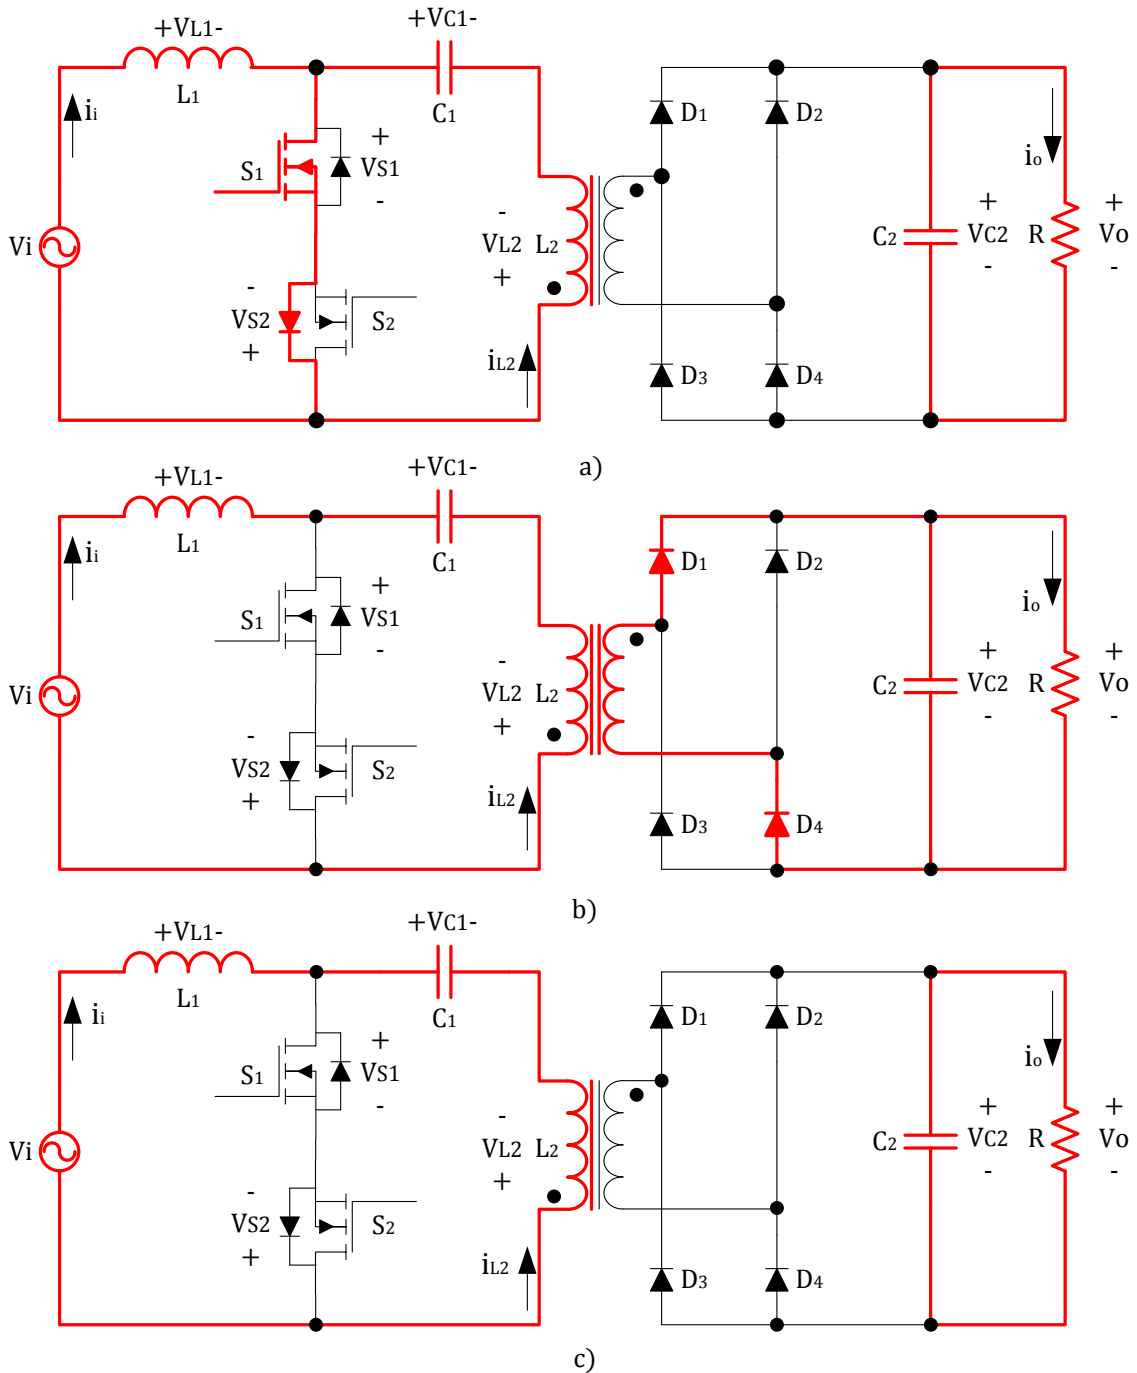 +VL1-
+VC1-
L1
C1
ii
D1
D2
io
S1
+
VS1
-
Vi
-
VL2
+
L2
C2
+
VC2
-
R
+
Vo
-
-
VS2
+
S2
iL2
D3
D4
a)
+VL1-
+VC1-
L1
C1
ii
D1
D2
io
S1
+
VS1
-
Vi
-
VL2
+
L2
C2
+
VC2
-
R
+
Vo
-
-
VS2
+
S2
iL2
D3
D4
b)
+VL1-
+VC1-
L1
C1
ii
D1
D2
io
S1
+
VS1
-
Vi
-
VL2
+
L2
C2
+
VC2
-
R
+
Vo
-
-
VS2
+
S2
iL2
D3
D4
c)